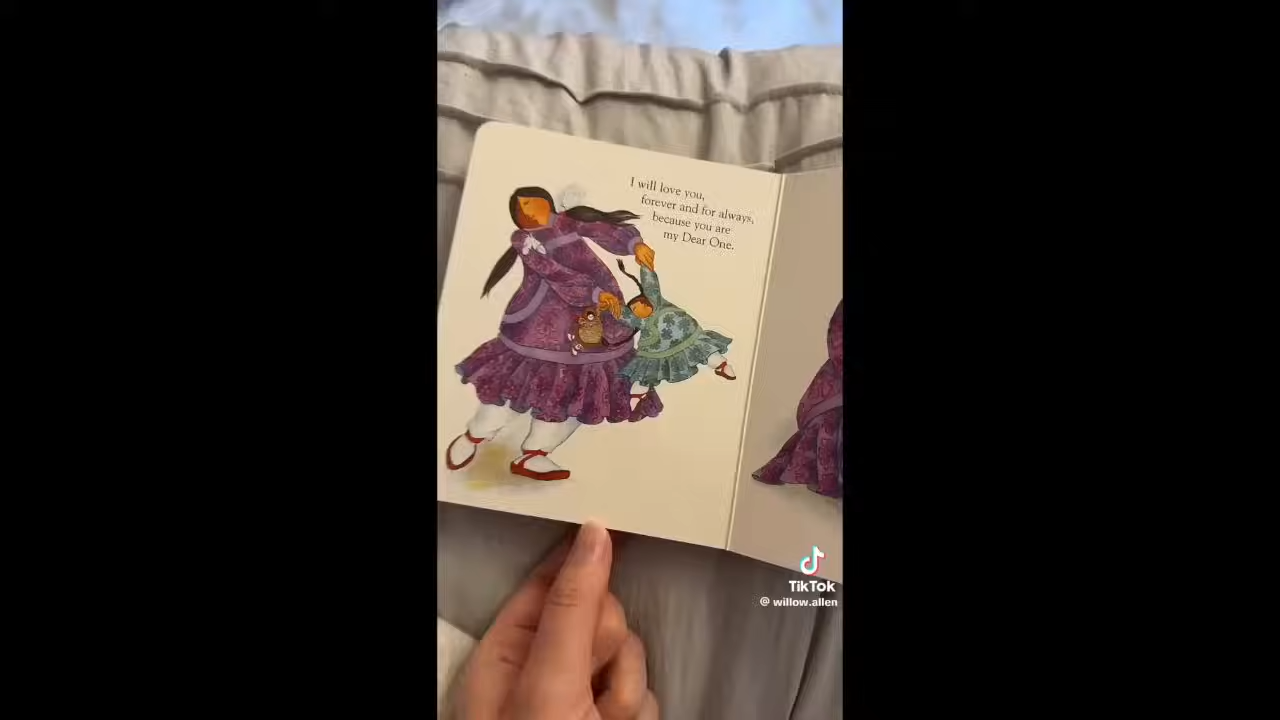 I will love you,
forever and for always,
because you are
my Dear One.
TikTok
@ willow.allen